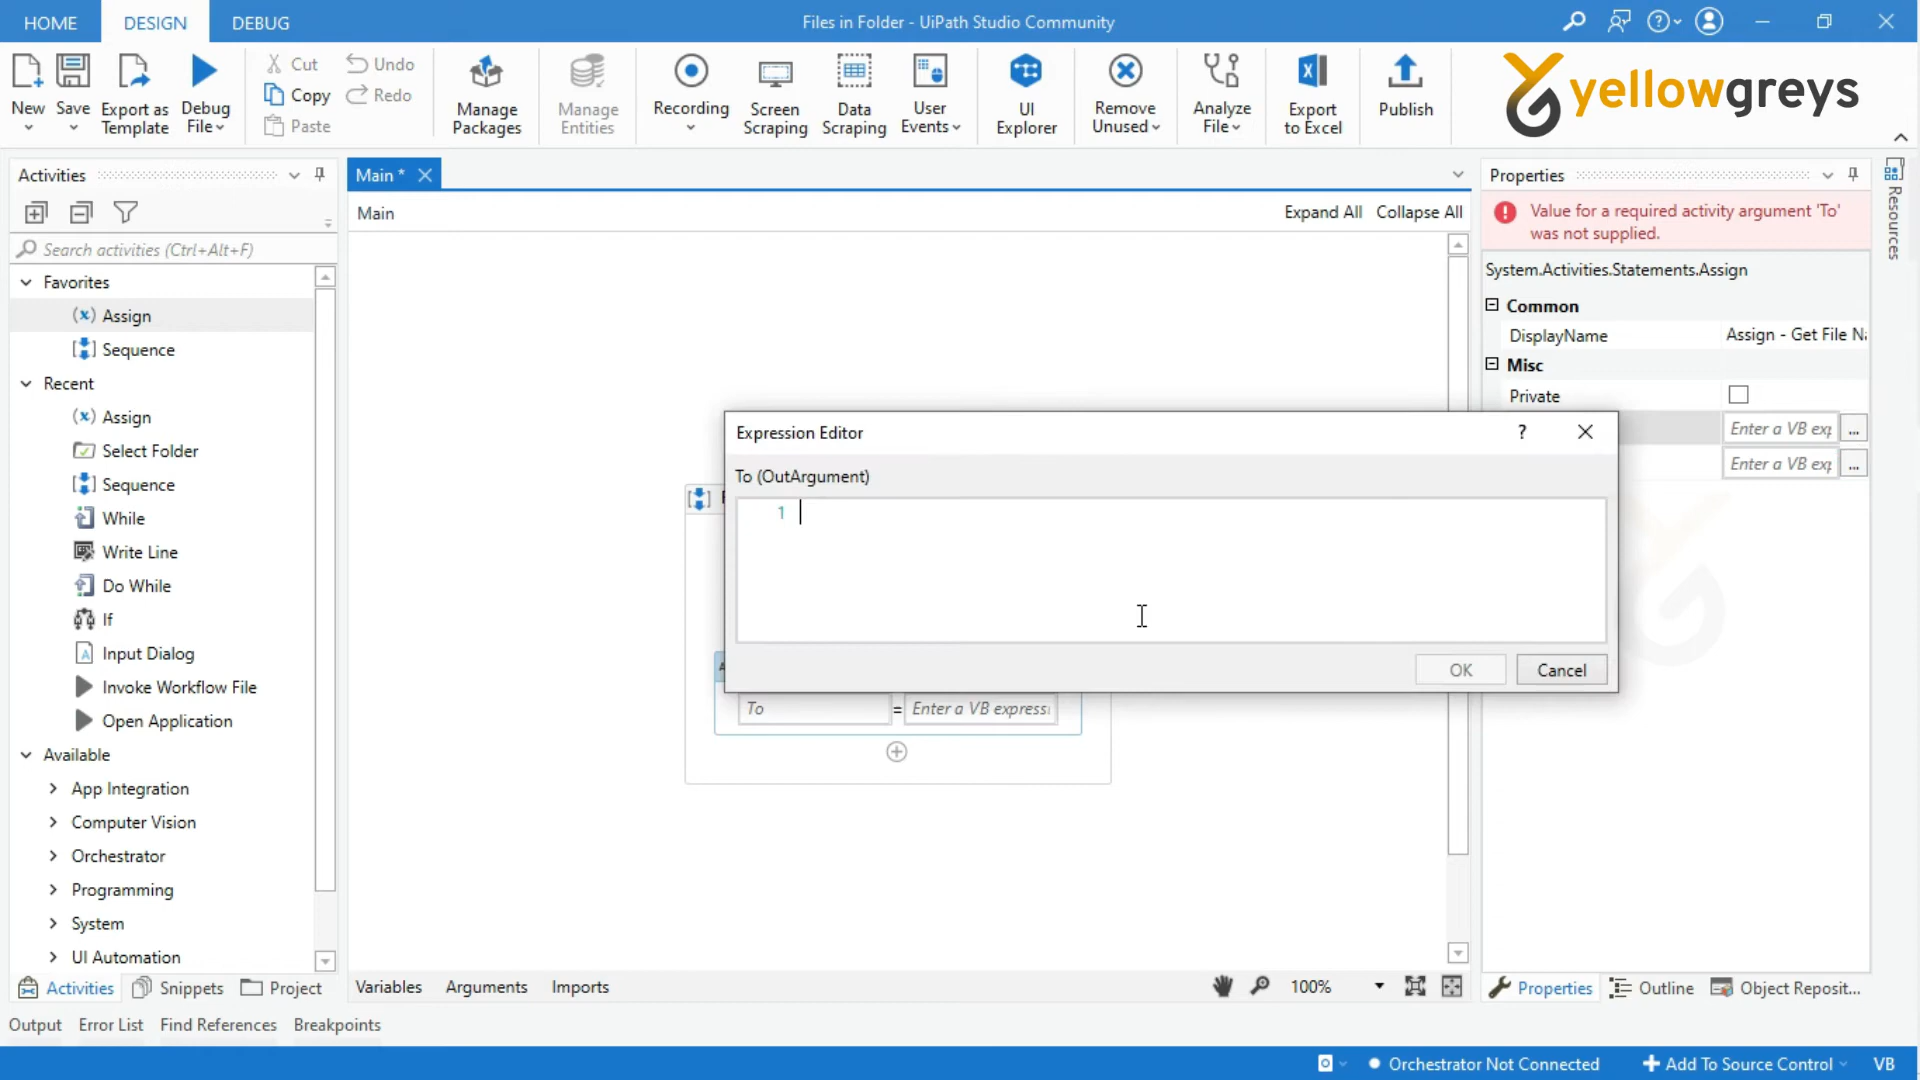 HOME
DESIGN
DEBUG
Files in Folder - UiPath Studio Community
New
Save
Export as
Template
Debug
File
Cut
Copy
Paste
Undo
Redo
Manage
Packages
Manage
Entities
Recording
Screen
Scraping
Data
Scraping
User
Events
UI
Explorer
Remove
Unused
Analyze
File
Export
to Excel
Publish
yellowgreys
Activities
Search activities (Ctrl+Alt+F)
Favorites
(x) Assign
Sequence
Recent
(x) Assign
Select Folder
Sequence
While
Write Line
Do While
If
Input Dialog
Invoke Workflow File
Open Application
Available
App Integration
Computer Vision
Orchestrator
Programming
System
UI Automation
Activities
Snippets
Project
Main *
Main
Expand All
Collapse All
Expression Editor
?
To (OutArgument)
1
OK
Cancel
To
=
Enter a VB expressi
Variables
Arguments
Imports
100%
Properties
Value for a required activity argument 'To'
was not supplied.
System.Activities.Statements.Assign
Common
DisplayName
Assign - Get File Na
Misc
Private
Enter a VB exp
...
Enter a VB exp
...
Properties
Outline
Object Reposit...
Resources
Output
Error List
Find References
Breakpoints
Orchestrator Not Connected
Add To Source Control
VB